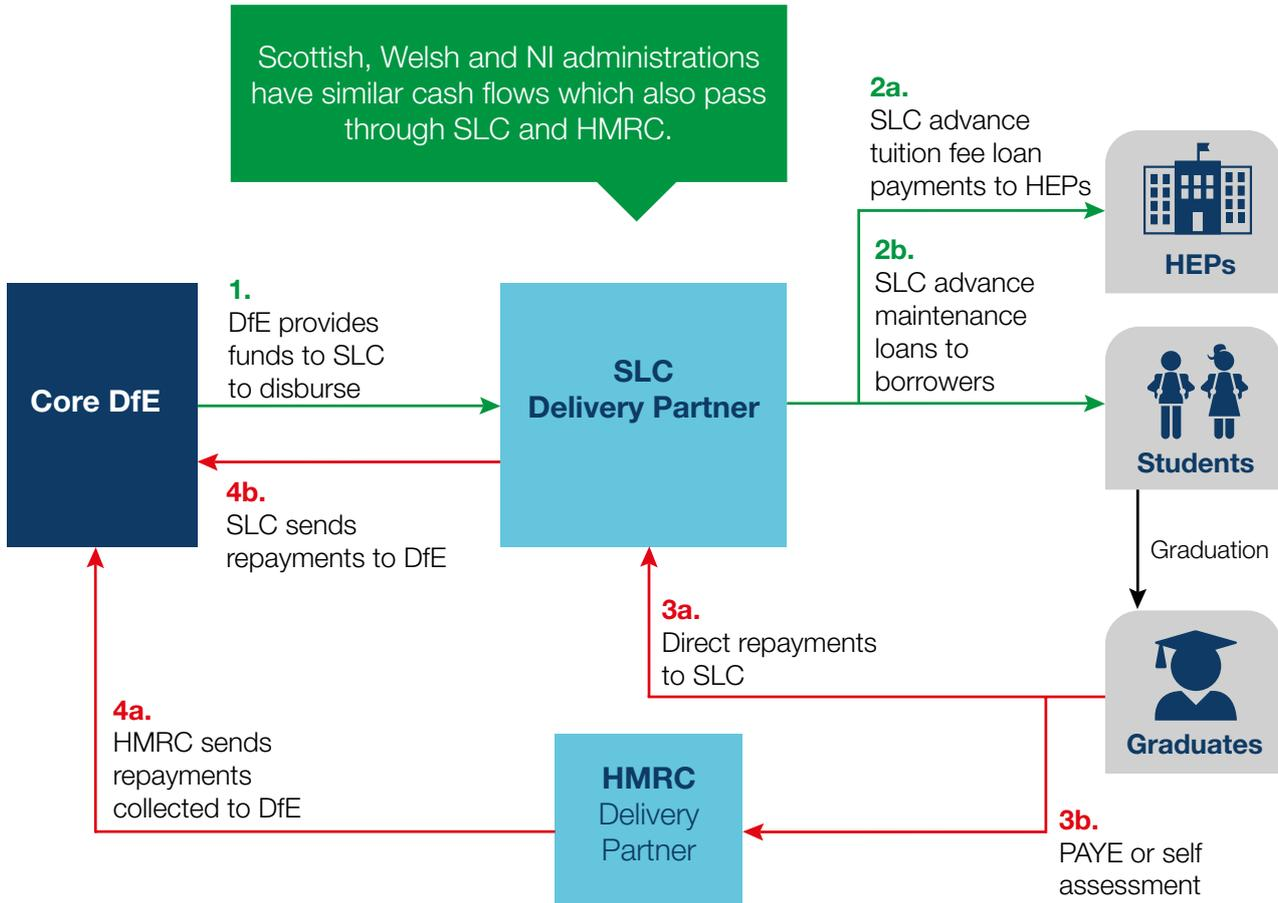 Scottish, Welsh and NI administrations
have similar cash flows which also pass
through SLC and HMRC.
2a.
SLC advance
tuition fee loan
payments to HEPs
HEPs
2b.
SLC advance
maintenance
loans to
borrowers
1.
DfE provides
funds to SLC
to disburse
Core DfE
SLC
Delivery Partner
Students
4b.
SLC sends
repayments to DfE
Graduation
3a.
Direct repayments
to SLC
4a.
HMRC sends
repayments
collected to DfE
HMRC
Delivery
Partner
Graduates
3b.
PAYE or self
assessment